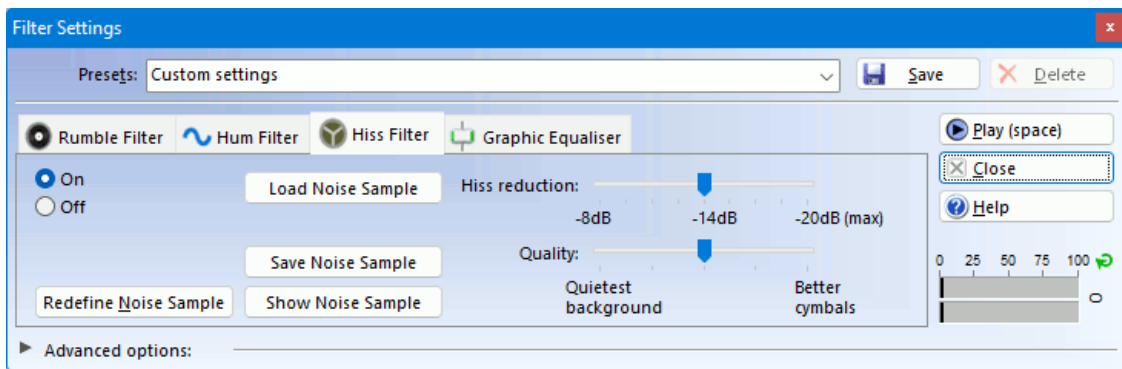 Filter Settings
x
Presets: Custom settings
Save
Delete
Rumble Filter
Hum Filter
Hiss Filter
Graphic Equaliser
Play (space)
Close
Help
On
Off
Load Noise Sample
Save Noise Sample
Redefine Noise Sample
Show Noise Sample
Hiss reduction:
-8dB -14dB -20dB (max)
Quality:
Quietest
background
Better
cymbals
0 25 50 75 100
0
Advanced options: